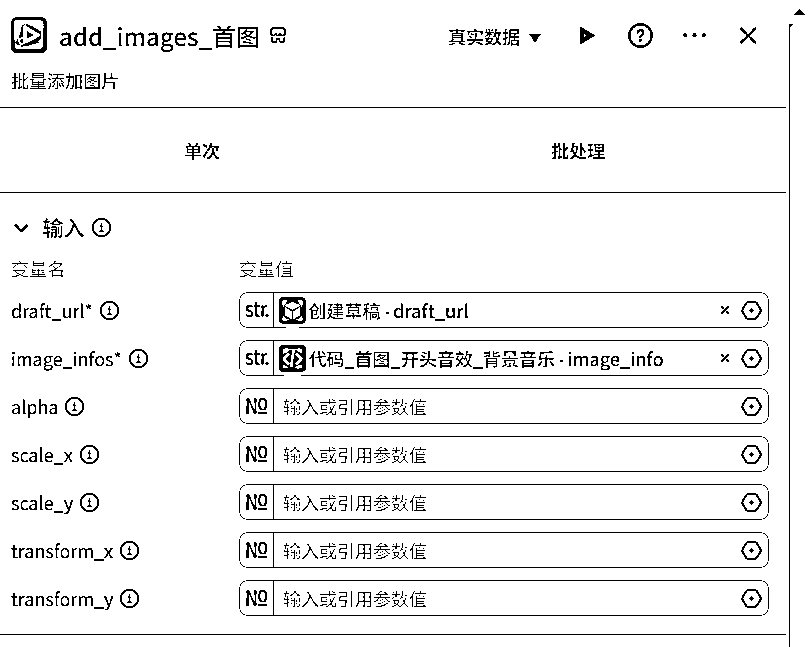 add_images_首图
真实数据
批量添加图片
单次 批处理
输入
变量名 变量值
draft_url* str. 创建草稿 - draft_url
image_infos* str. 代码_首图_开头音效_背景音乐 - image_info
alpha № 输入或引用参数值
scale_x № 输入或引用参数值
scale_y № 输入或引用参数值
transform_x № 输入或引用参数值
transform_y № 输入或引用参数值